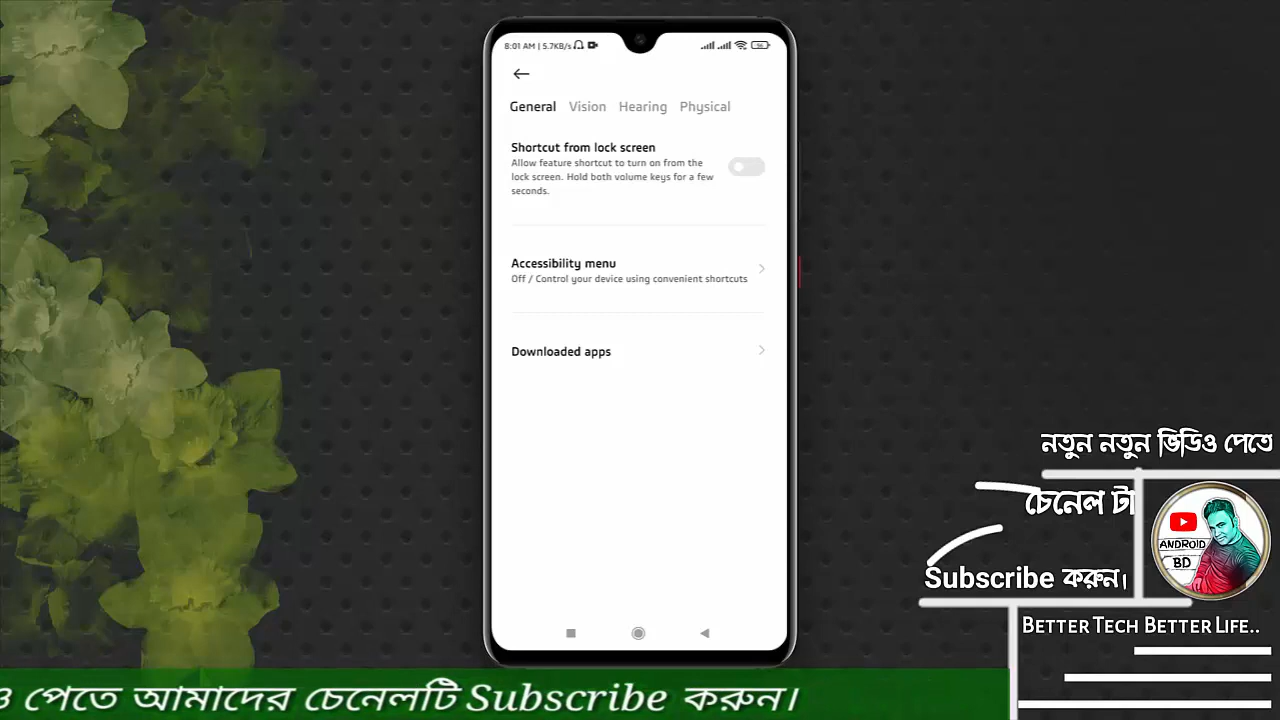 8:01 AM | 5.7KB/s
56
General Vision Hearing Physical
Shortcut from lock screen
Allow feature shortcut to turn on from the
lock screen. Hold both volume keys for a few
seconds.
Accessibility menu
Off / Control your device using convenient shortcuts
Downloaded apps
নতুন নতুন ভিডিও পেতে
চেনেল টা
Subscribe করুন।
ANDROID
BD
BETTER TECH BETTER LIFE..
ও পেতে আমাদের চেনেলটি Subscribe করুন।